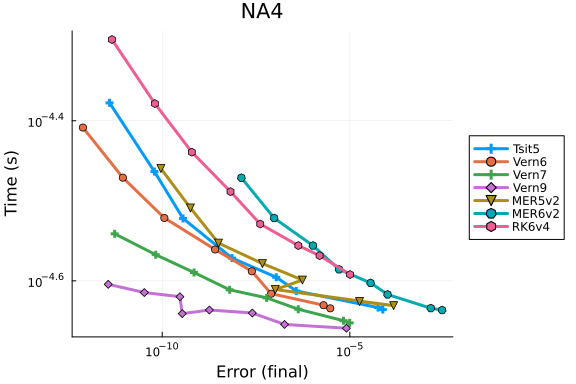 NA4
Time (s)
10^−4.4
10^−4.6
10^−10
10^−5
Error (final)
Tsit5
Vern6
Vern7
Vern9
MER5v2
MER6v2
RK6v4